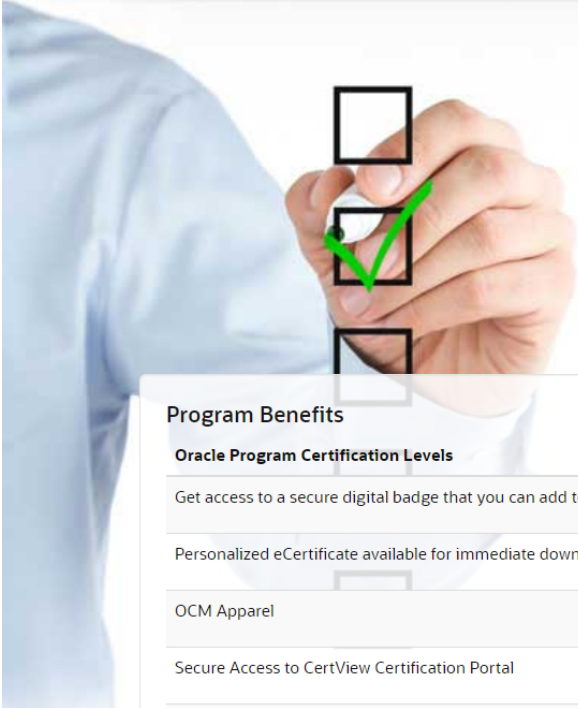 Program Benefits
Oracle Program Certification Levels
Get access to a secure digital badge that you can add
Personalized eCertificate available for immediate
OCM Apparel
Secure Access to CertView Certification Portal